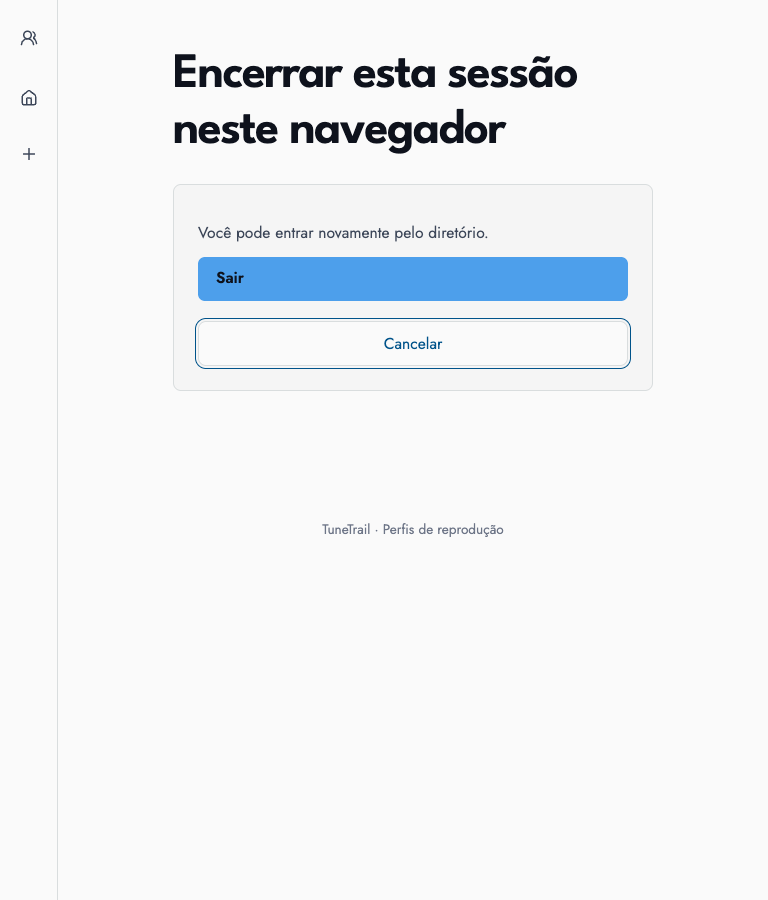 Encerrar esta sessão
neste navegador
Você pode entrar novamente pelo diretório.
Sair
Cancelar
TuneTrail · Perfis de reprodução